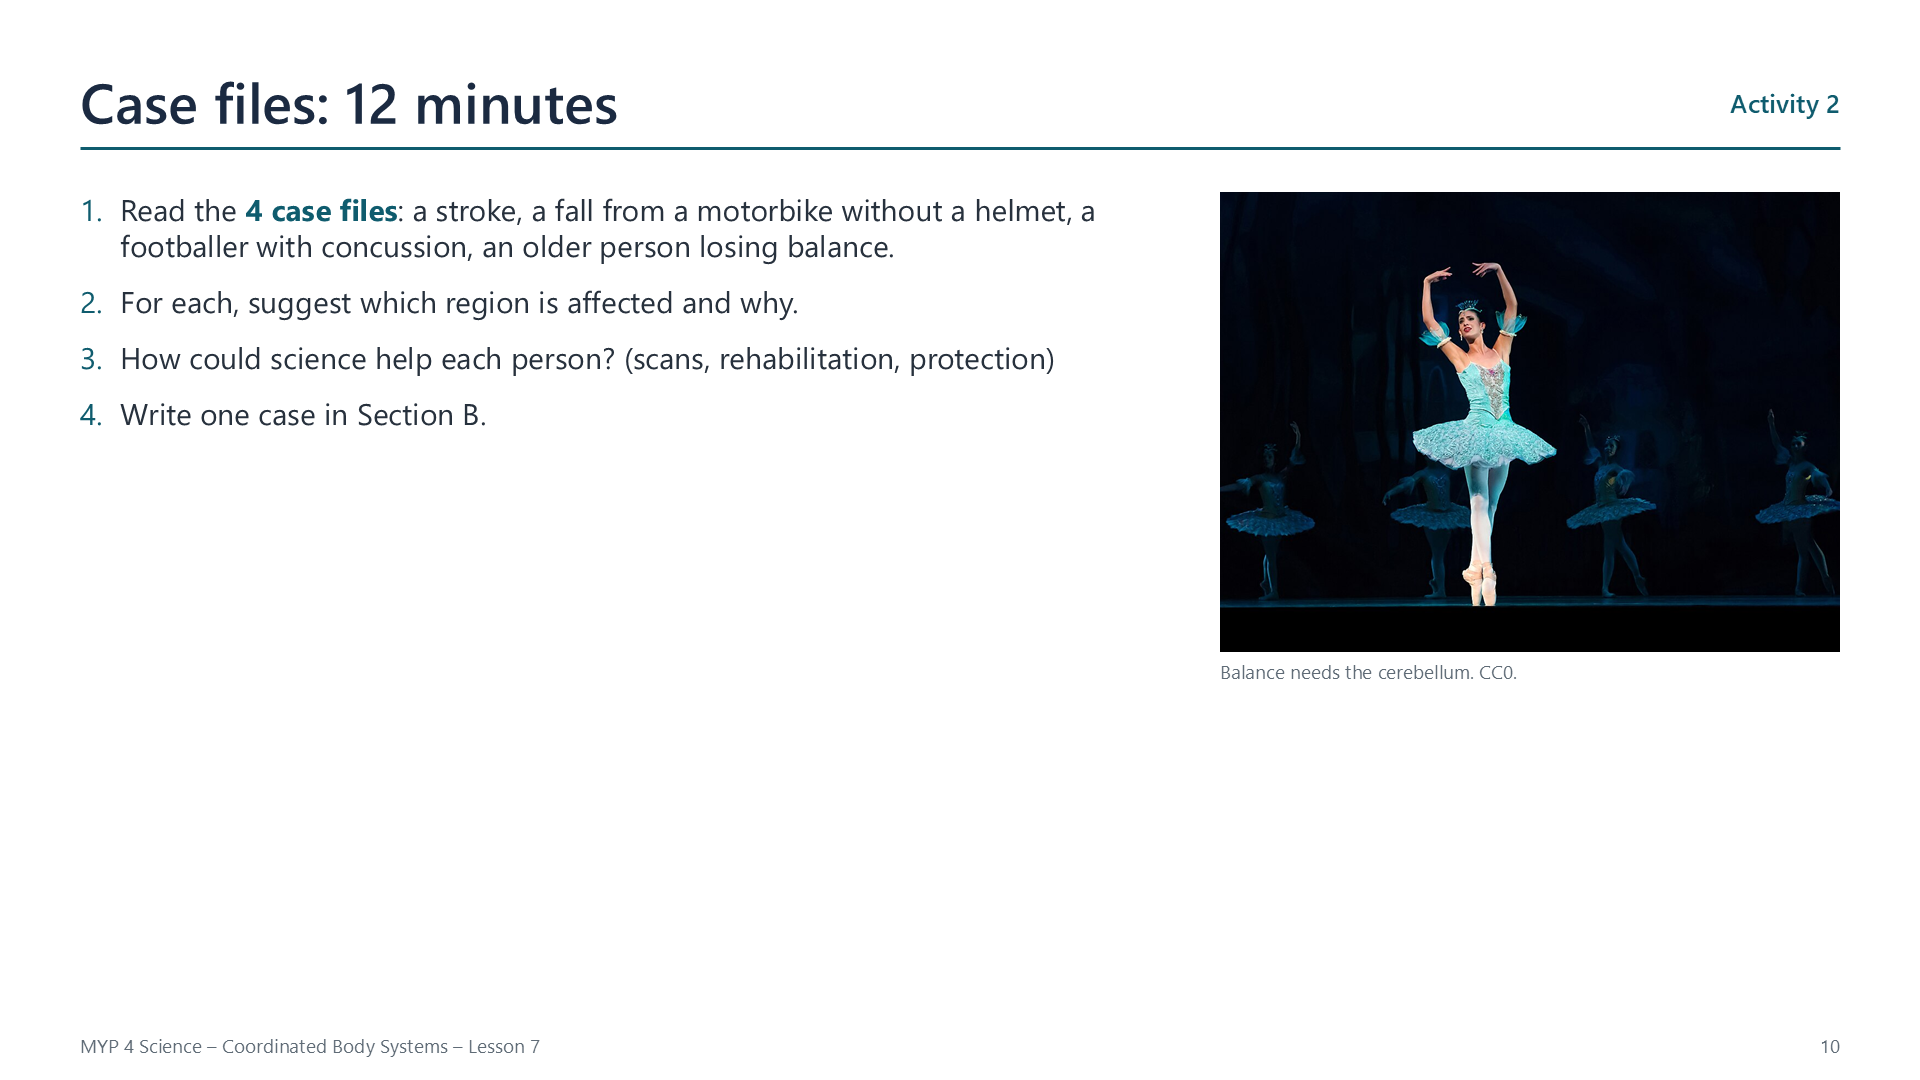 Case files: 12 minutes
Activity 2
1. Read the 4 case files: a stroke, a fall from a motorbike without a helmet, a
footballer with concussion, an older person losing balance.
2. For each, suggest which region is affected and why.
3. How could science help each person? (scans, rehabilitation, protection)
4. Write one case in Section B.
Balance needs the cerebellum. CC0.
MYP 4 Science – Coordinated Body Systems – Lesson 7
10